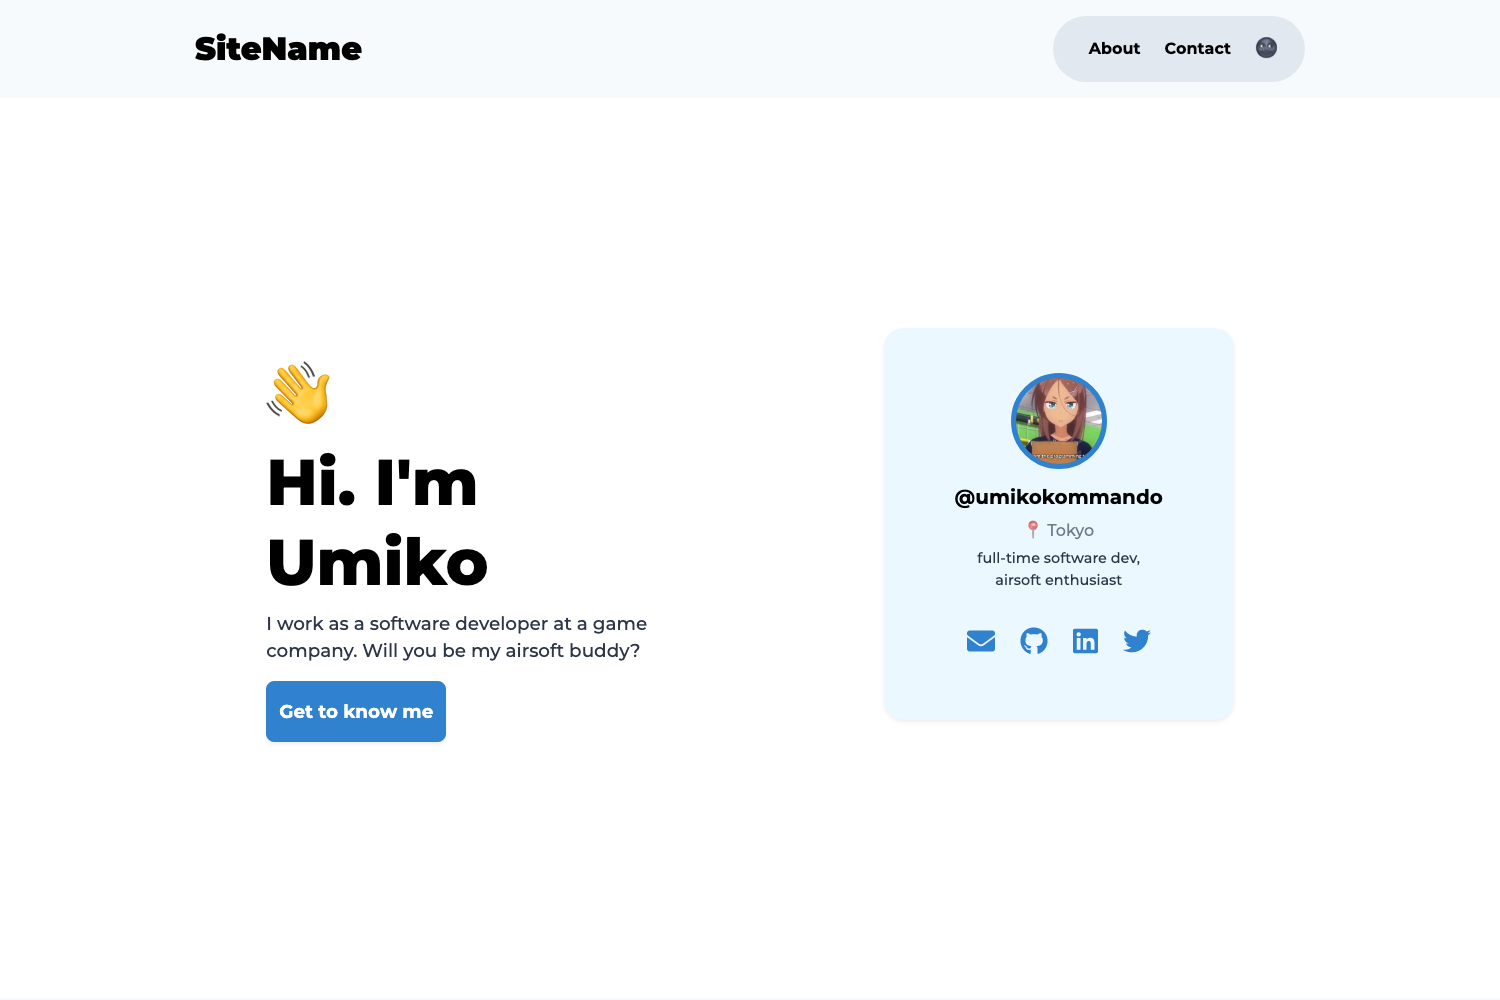 SiteName
About Contact
Hi. I'm
Umiko
I work as a software developer at a game
company. Will you be my airsoft buddy?
Get to know me
@umikokommando
Tokyo
full-time software dev,
airsoft enthusiast